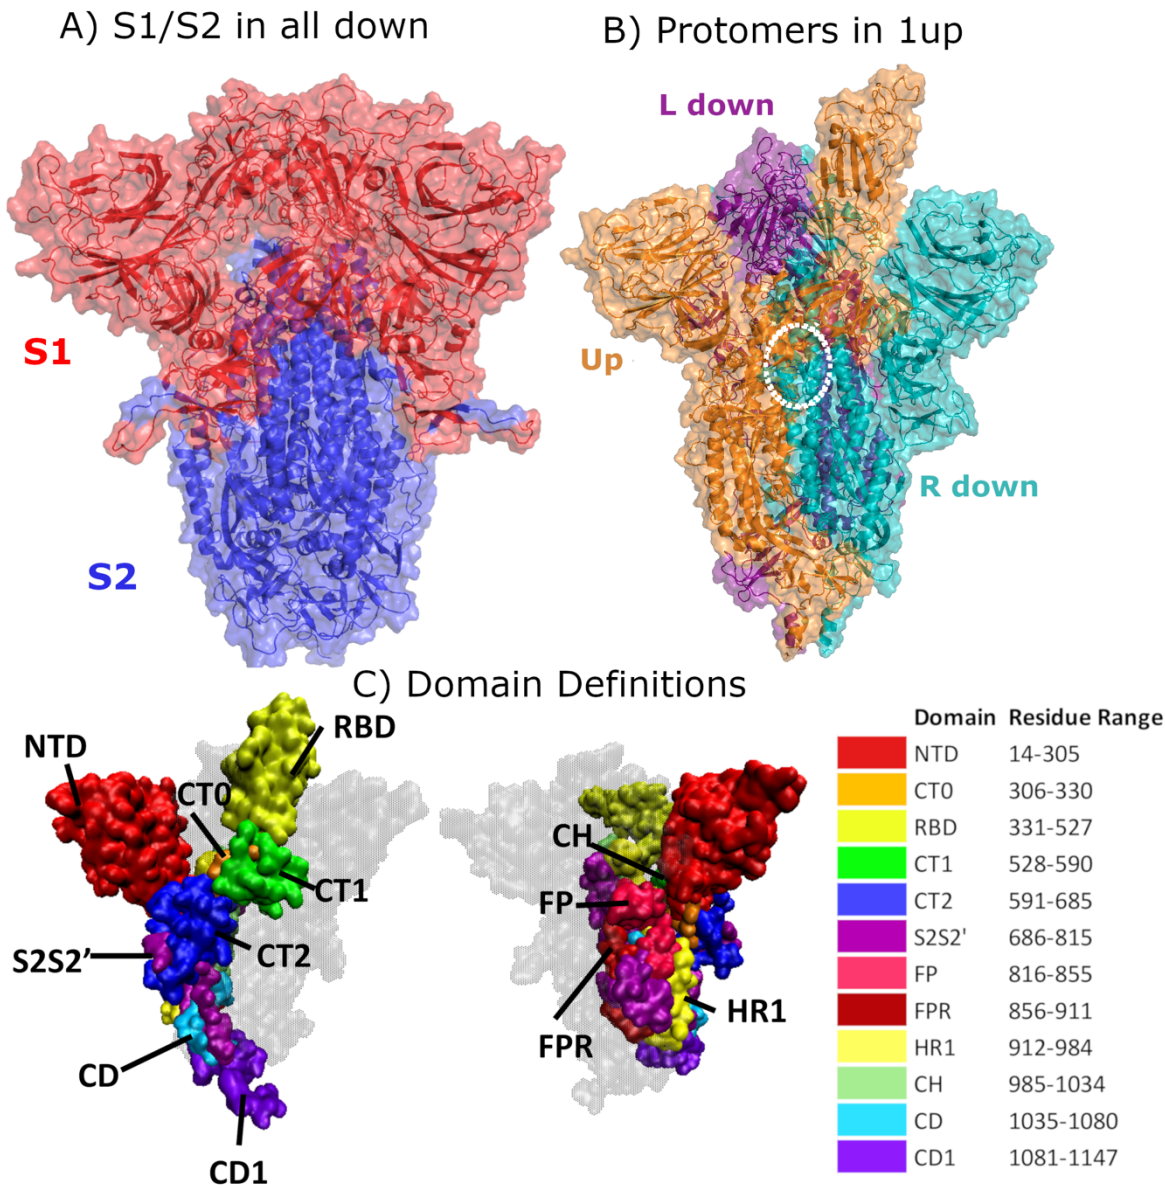 A) S1/S2 in all down
B) Protomers in 1up
L down
S1
Up
R down
S2
C) Domain Definitions
NTD
RBD
CT0
CT1
CT2
S2S2’
CD
CD1
CH
FP
FPR
HR1
Domain Residue Range
NTD 14-305
CT0 306-330
RBD 331-527
CT1 528-590
CT2 591-685
S2S2' 686-815
FP 816-855
FPR 856-911
HR1 912-984
CH 985-1034
CD 1035-1080
CD1 1081-1147